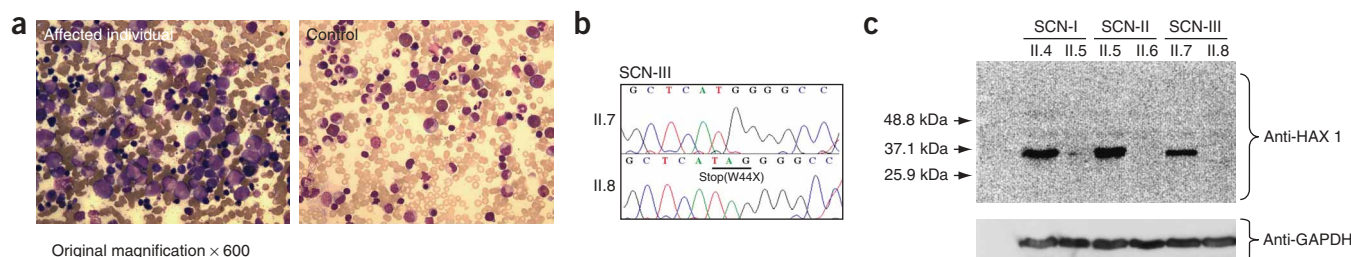 a
Affected individual
Control
Original magnification × 600
b
SCN-III
G C T C A T G G G G C C
II.7
G C T C A T A G G G G C C
Stop(W44X)
II.8
c
SCN-I SCN-II SCN-III
II.4 II.5 II.5 II.6 II.7 II.8
48.8 kDa
37.1 kDa
25.9 kDa
Anti-HAX 1
Anti-GAPDH